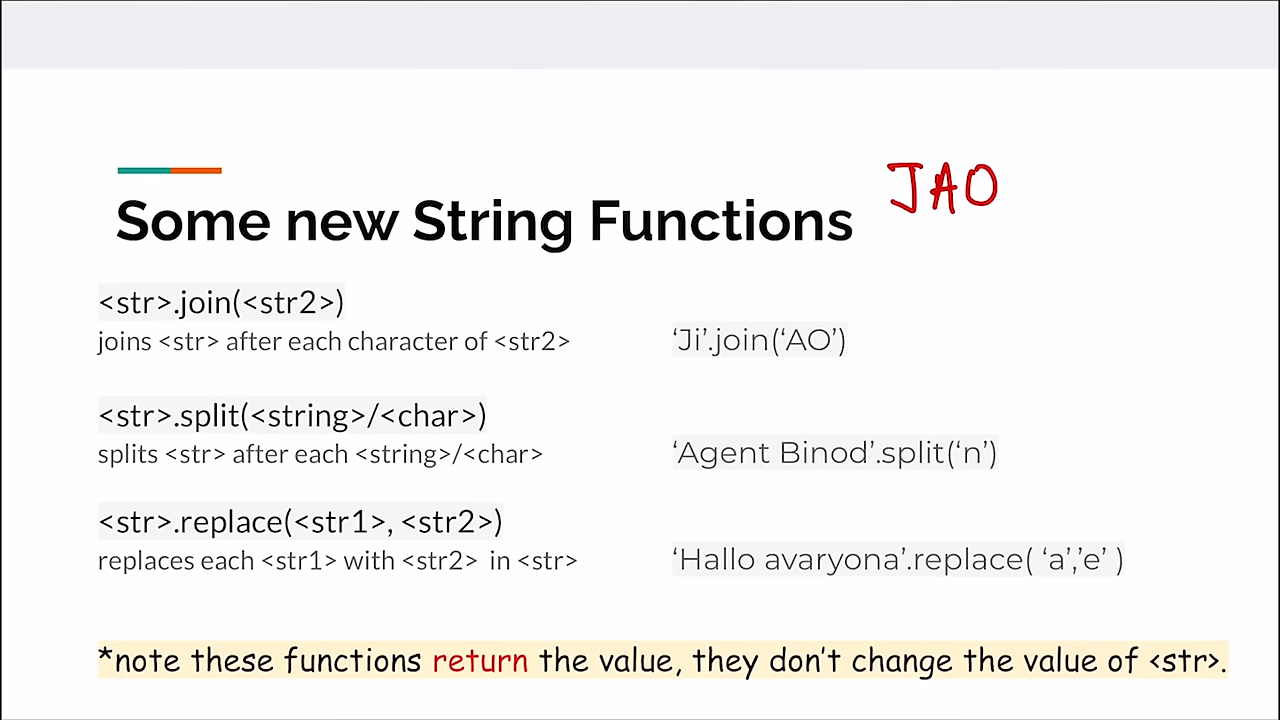 JAO
Some new String Functions
<str>.join(<str2>)
joins <str> after each character of <str2>
‘Ji’.join(‘AO’)
<str>.split(<string>/<char>)
splits <str> after each <string>/<char>
‘Agent Binod’.split(‘n’)
<str>.replace(<str1>, <str2>)
replaces each <str1> with <str2> in <str>
‘Hallo avaryona’.replace( ‘a’,’e’ )
*note these functions return the value, they don’t change the value of <str>.